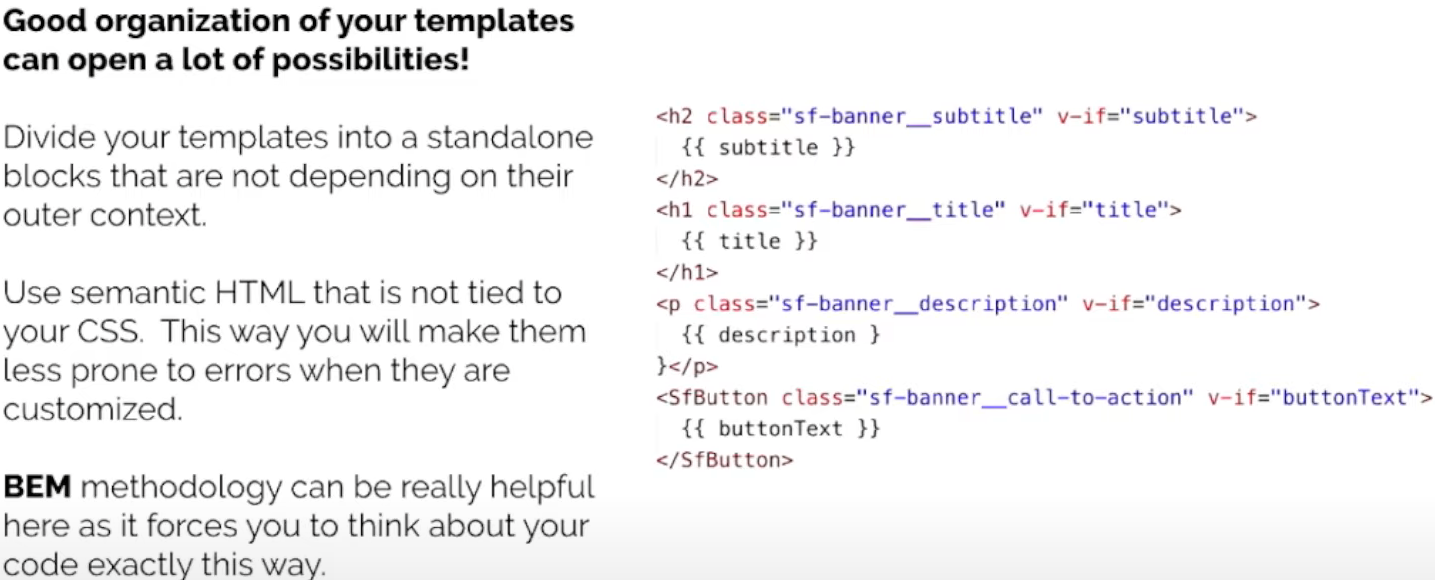 Good organization of your templates
can open a lot of possibilities!
Divide your templates into a standalone
blocks that are not depending on their
outer context.
Use semantic HTML that is not tied to
your CSS.  This way you will make them
less prone to errors when they are
customized.
BEM methodology can be really helpful
here as it forces you to think about your
code exactly this way.
<h2 class="sf-banner__subtitle" v-if="subtitle">
  {{ subtitle }}
</h2>
<h1 class="sf-banner__title" v-if="title">
  {{ title }}
</h1>
<p class="sf-banner__description" v-if="description">
  {{ description }
}</p>
<SfButton class="sf-banner__call-to-action" v-if="buttonText">
  {{ buttonText }}
</SfButton>